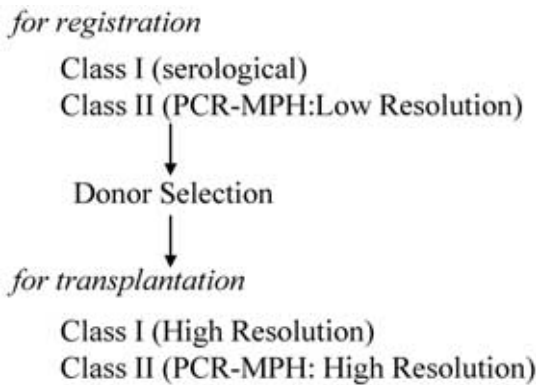 for registration
Class I (serological)
Class II (PCR-MPH:Low Resolution)
Donor Selection
for transplantation
Class I (High Resolution)
Class II (PCR-MPH: High Resolution)